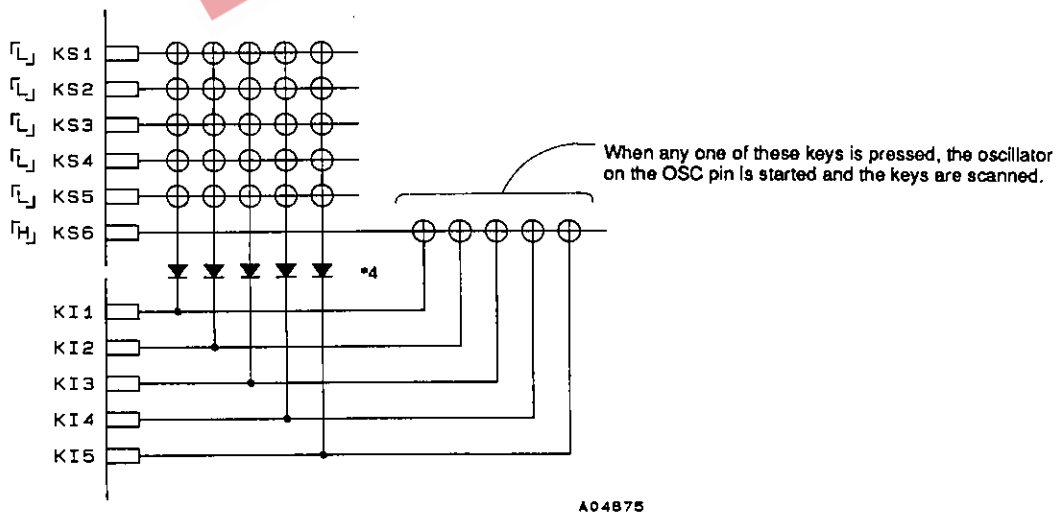 「L」 KS1
「L」 KS2
「L」 KS3
「L」 KS4
「L」 KS5
「H」 KS6
When any one of these keys is pressed, the oscillator
on the OSC pin is started and the keys are scanned.
*4
KI1
KI2
KI3
KI4
KI5
A04875